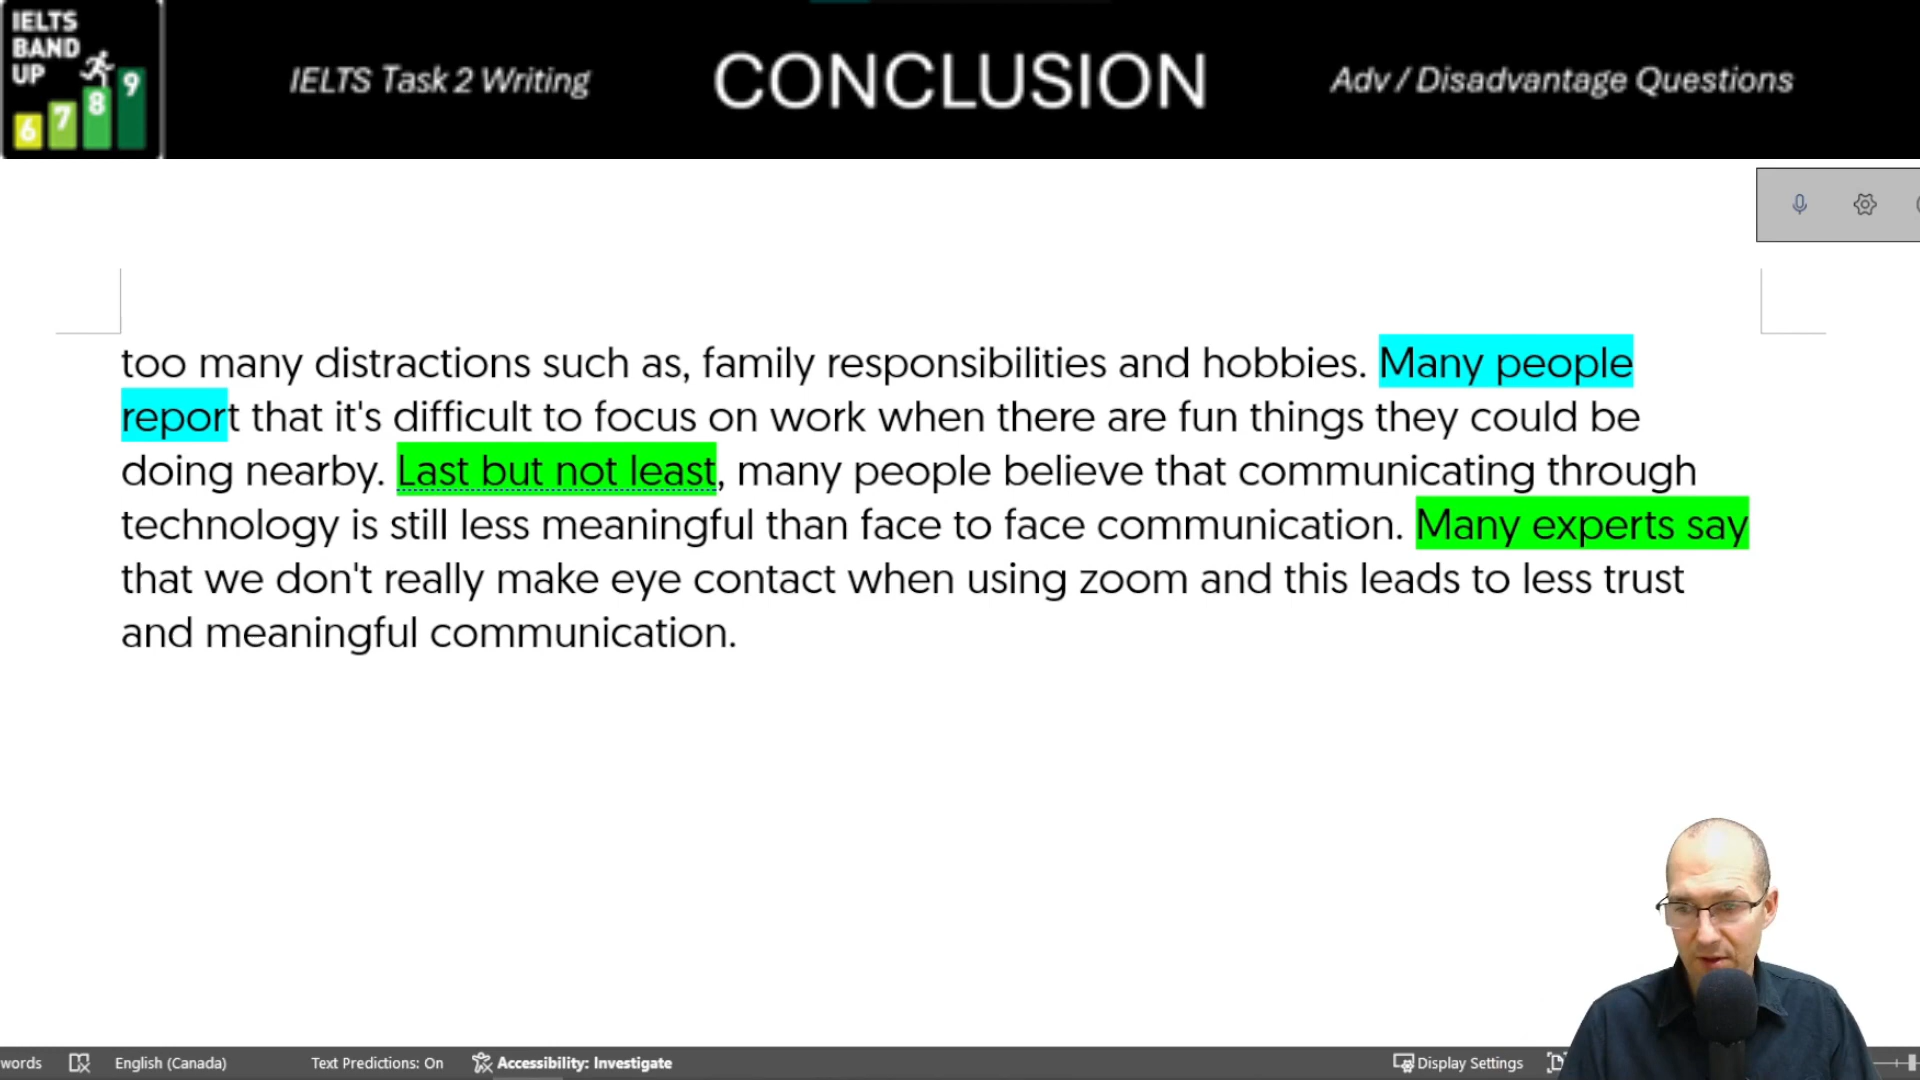 IELTS
BAND
UP
6 7 8 9
IELTS Task 2 Writing
CONCLUSION
Adv / Disadvantage Questions
too many distractions such as, family responsibilities and hobbies. Many people
report that it's difficult to focus on work when there are fun things they could be
doing nearby. Last but not least, many people believe that communicating through
technology is still less meaningful than face to face communication. Many experts say
that we don't really make eye contact when using zoom and this leads to less trust
and meaningful communication.
words English (Canada) Text Predictions: On Accessibility: Investigate Display Settings